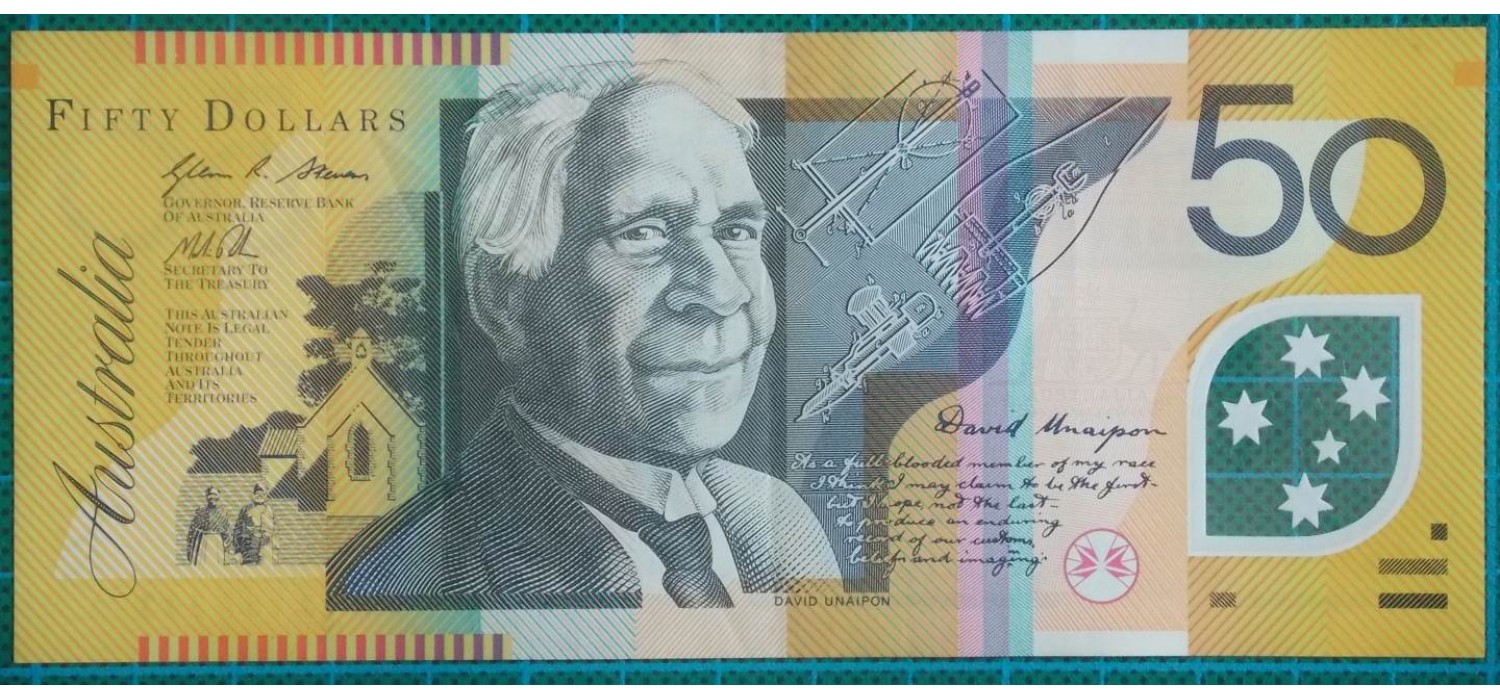 FIFTY DOLLARS
Glenn R. Stevens
GOVERNOR, RESERVE BANK
OF AUSTRALIA
SECRETARY TO
THE TREASURY
THIS AUSTRALIAN
NOTE IS LEGAL
TENDER
THROUGHOUT
AUSTRALIA
AND ITS
TERRITORIES
Australia
50
David Unaipon
As a full blooded member of my race
I think I may claim to be the first-
but I hope, not the last-
to produce an enduring
record of our customs,
beliefs and imaging
DAVID UNAIPON